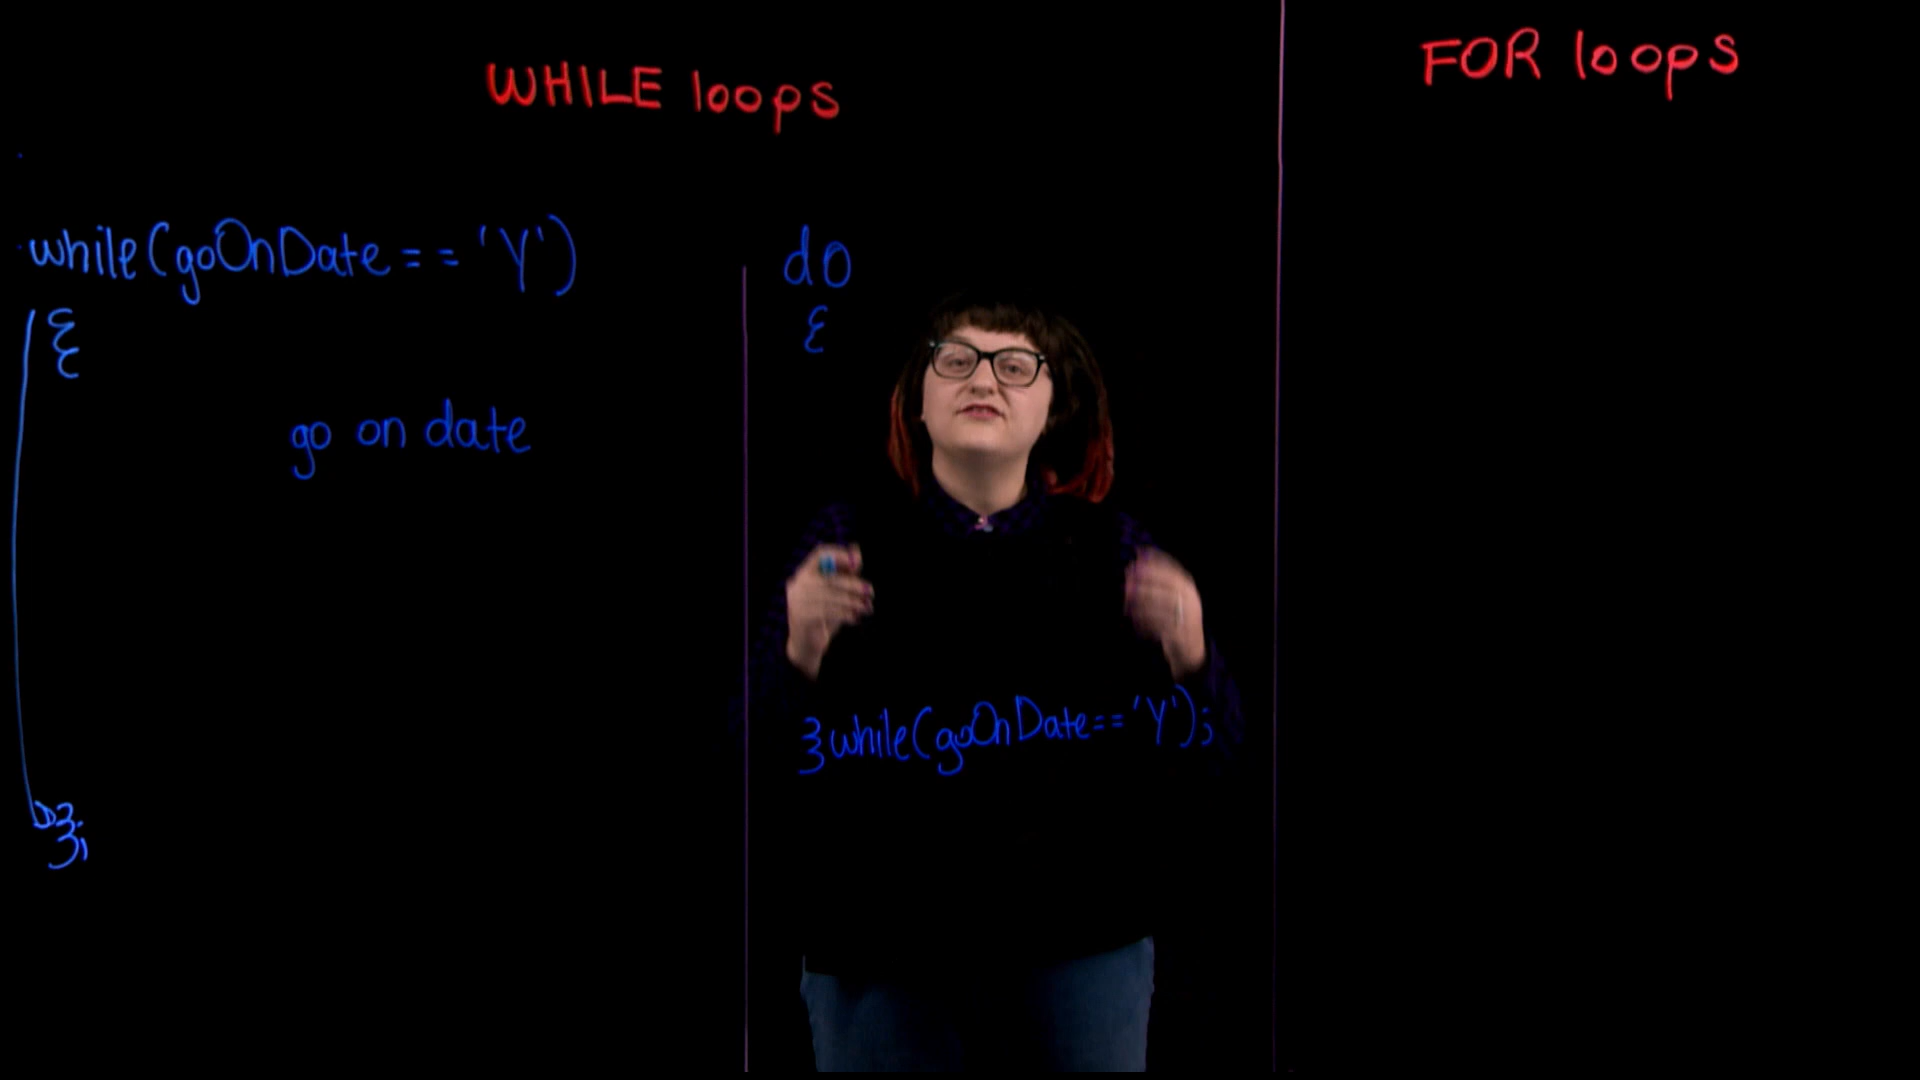 WHILE loops
while(goOnDate=='Y')
{
go on date
};
do
{
}while(goOnDate=='Y');
FOR loops